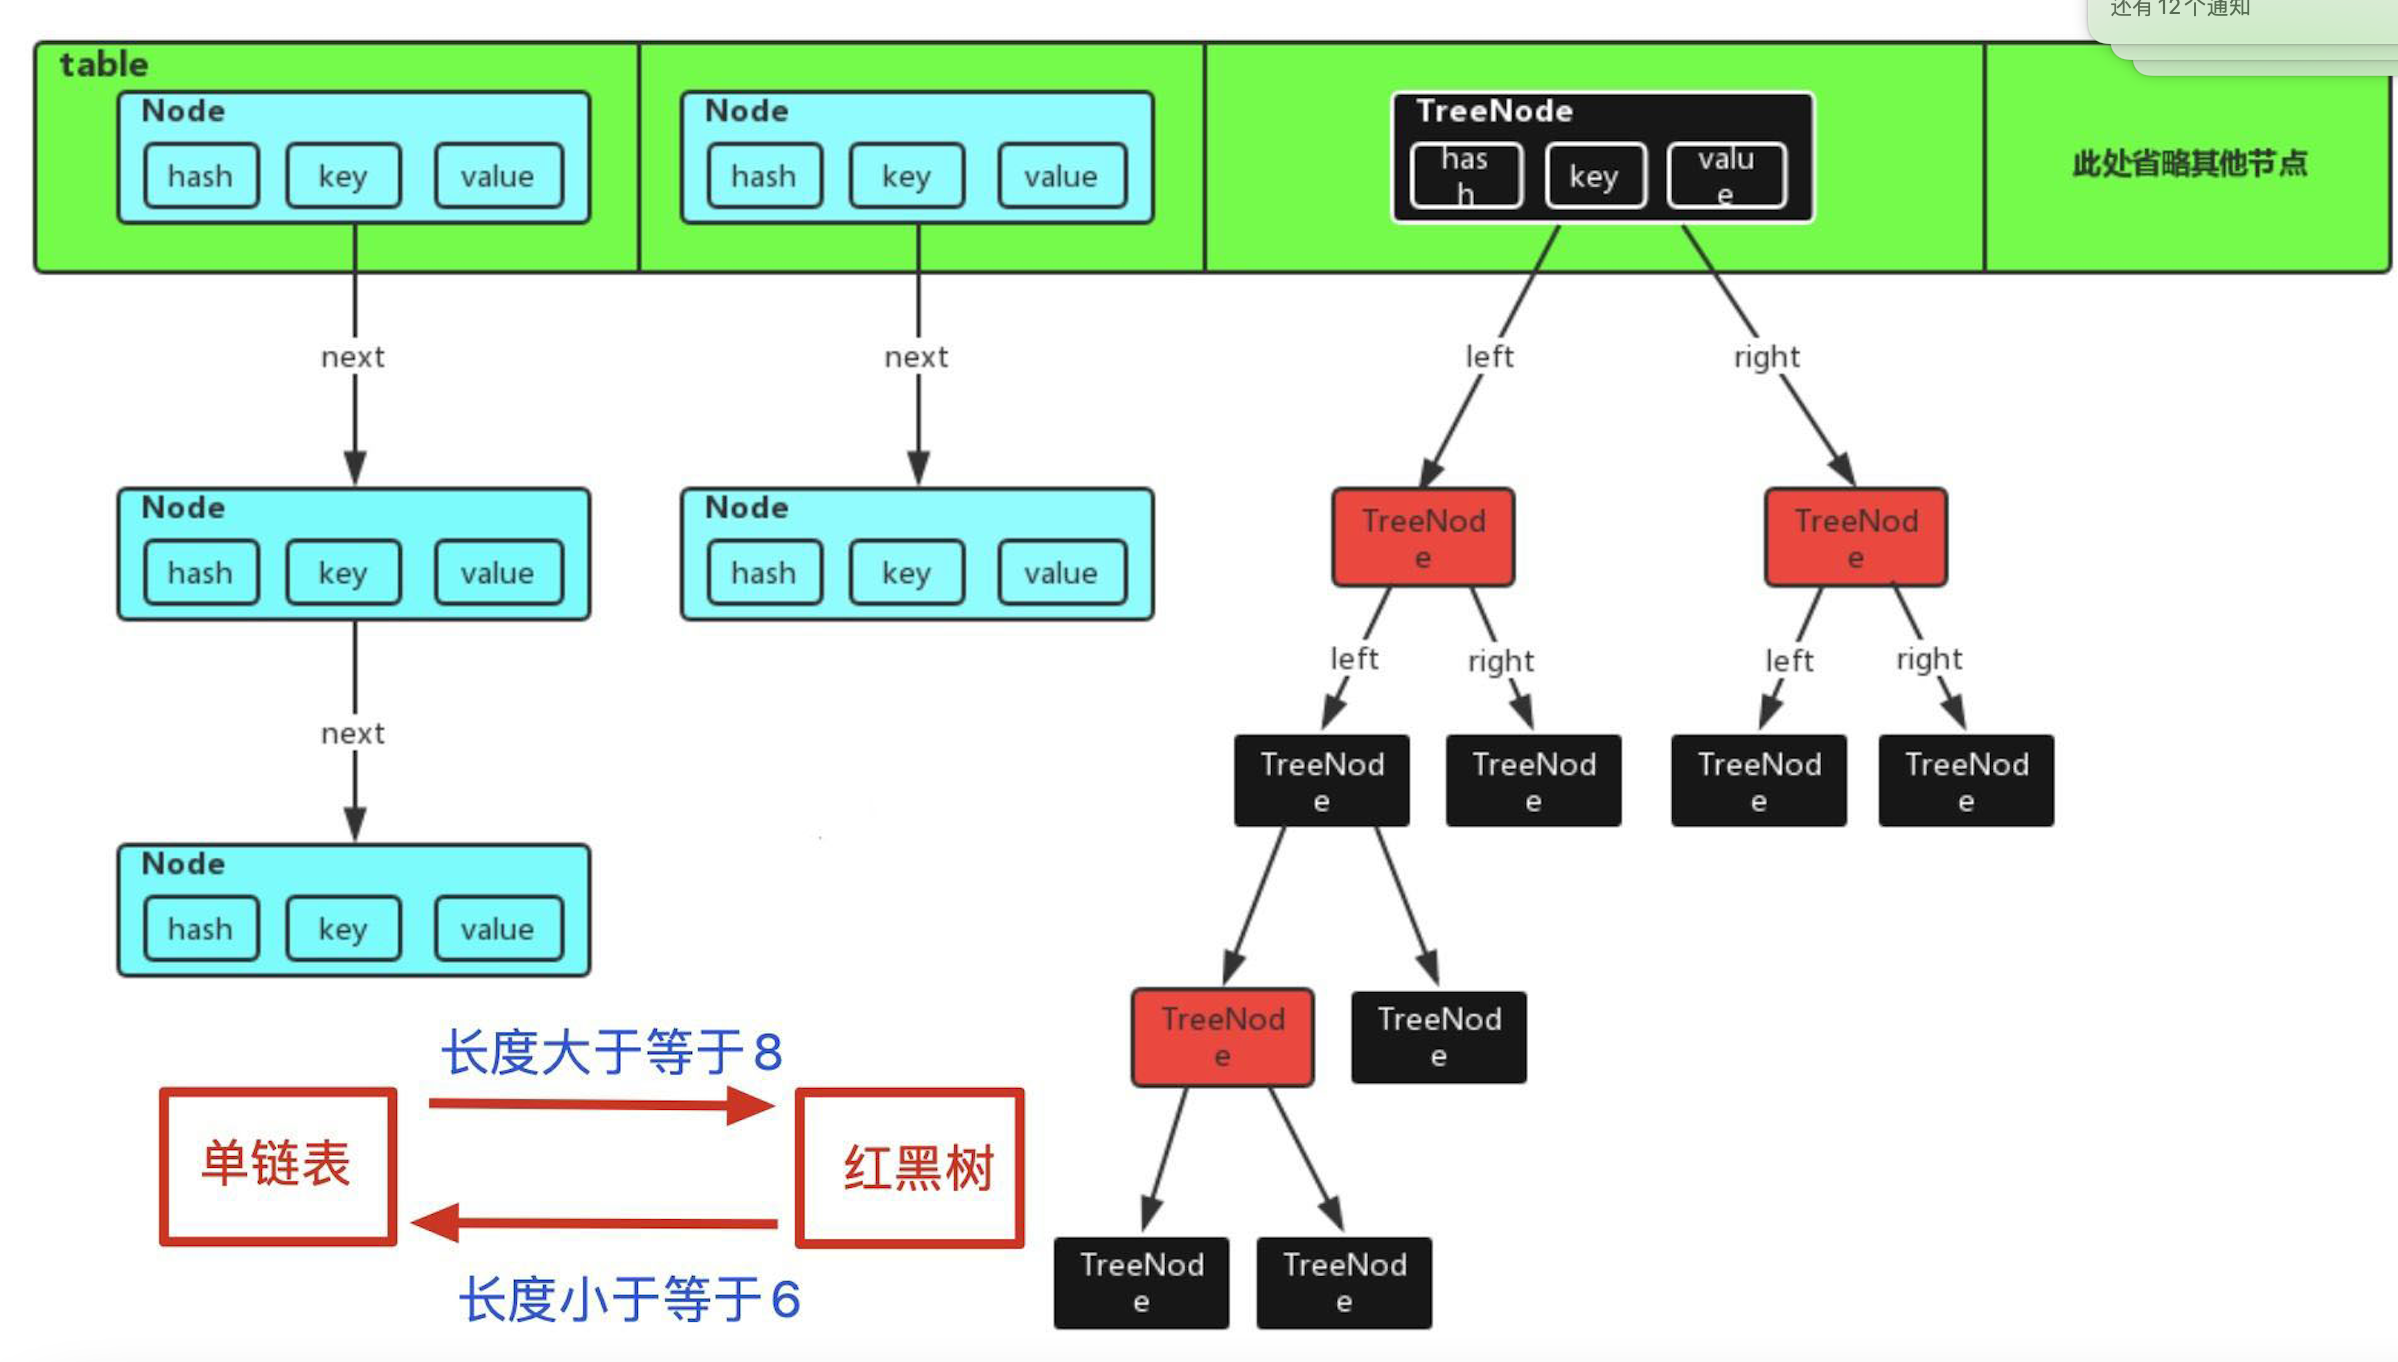 还有12个通知
table
Node
hash key value
Node
hash key value
TreeNode
has
h
key
valu
e
此处省略其他节点
next
next
left
right
Node
hash key value
Node
hash key value
TreeNod
e
TreeNod
e
left
right
left
right
next
TreeNod
e
TreeNod
e
TreeNod
e
TreeNod
e
Node
hash key value
TreeNod
e
TreeNod
e
长度大于等于8
单链表
红黑树
长度小于等于6
TreeNod
e
TreeNod
e